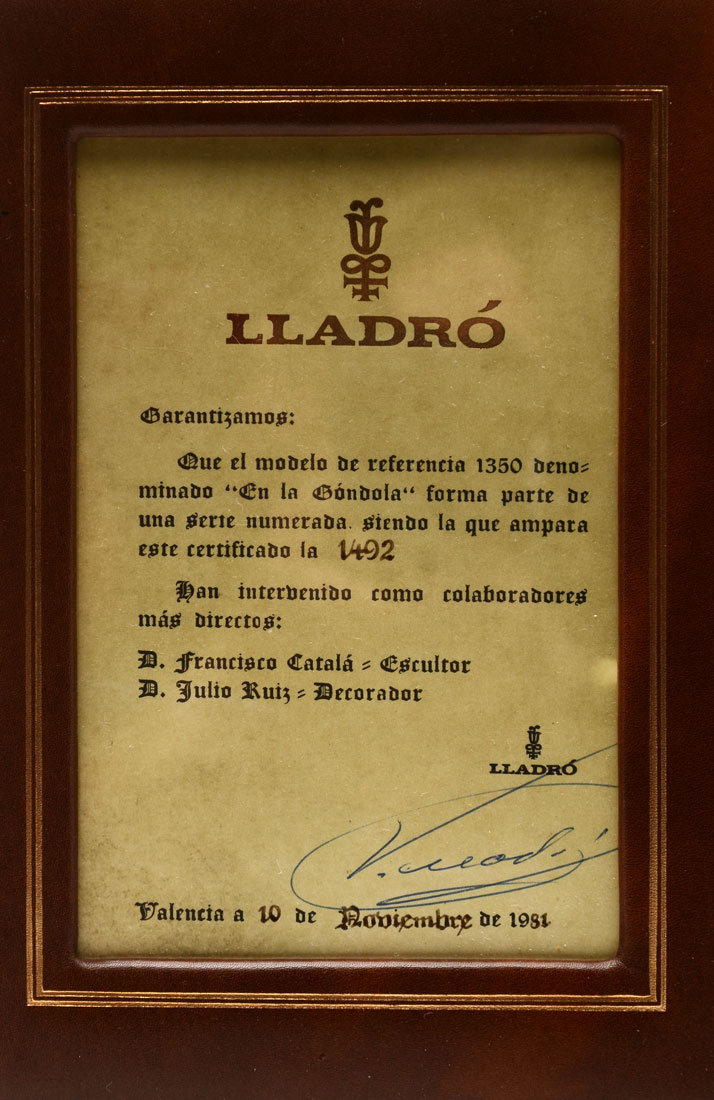 LLADRÓ
Garantizamos:
Que el modelo de referencia 1350 deno=
minado “En la Góndola“ forma parte de
una serie numerada. siendo la que ampara
este certificado la 1492
Han intervenido como colaboradores
más directos:
D. Francisco Catalá = Escultor
D. Julio Ruiz = Decorador
LLADRÓ
Valencia a 10 de Noviembre de 1981